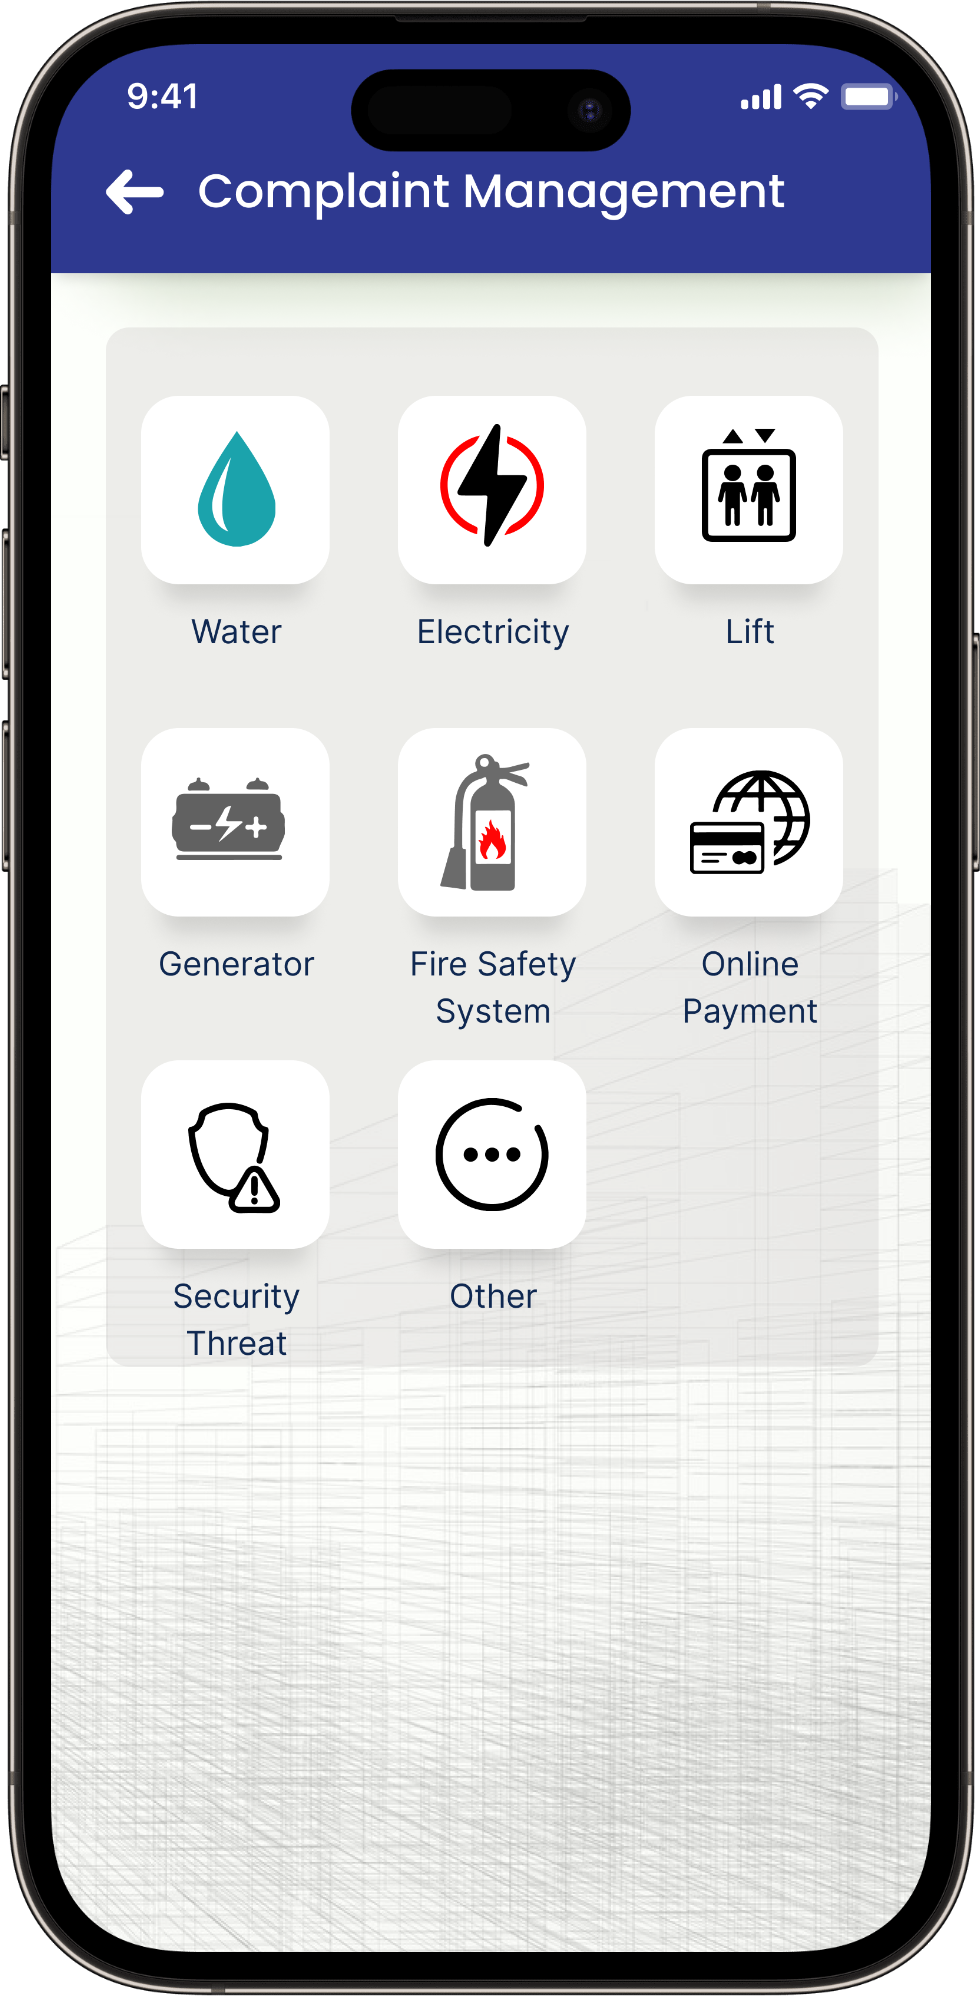 9:41
Complaint Management
Water
Electricity
Lift
Generator
Fire Safety
System
Online
Payment
Security
Threat
Other